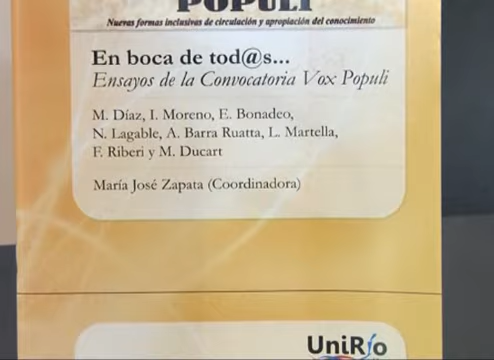 POPULI
Nuevas formas inclusivas de circulación y apropiación del conocimiento
En boca de tod@s...
Ensayos de la Convocatoria Vox Populi
M. Díaz, I. Moreno, E. Bonadeo,
N. Lagable, A. Barra Ruatta, L. Martella,
F. Riberi y M. Ducart
María José Zapata (Coordinadora)
UniRío